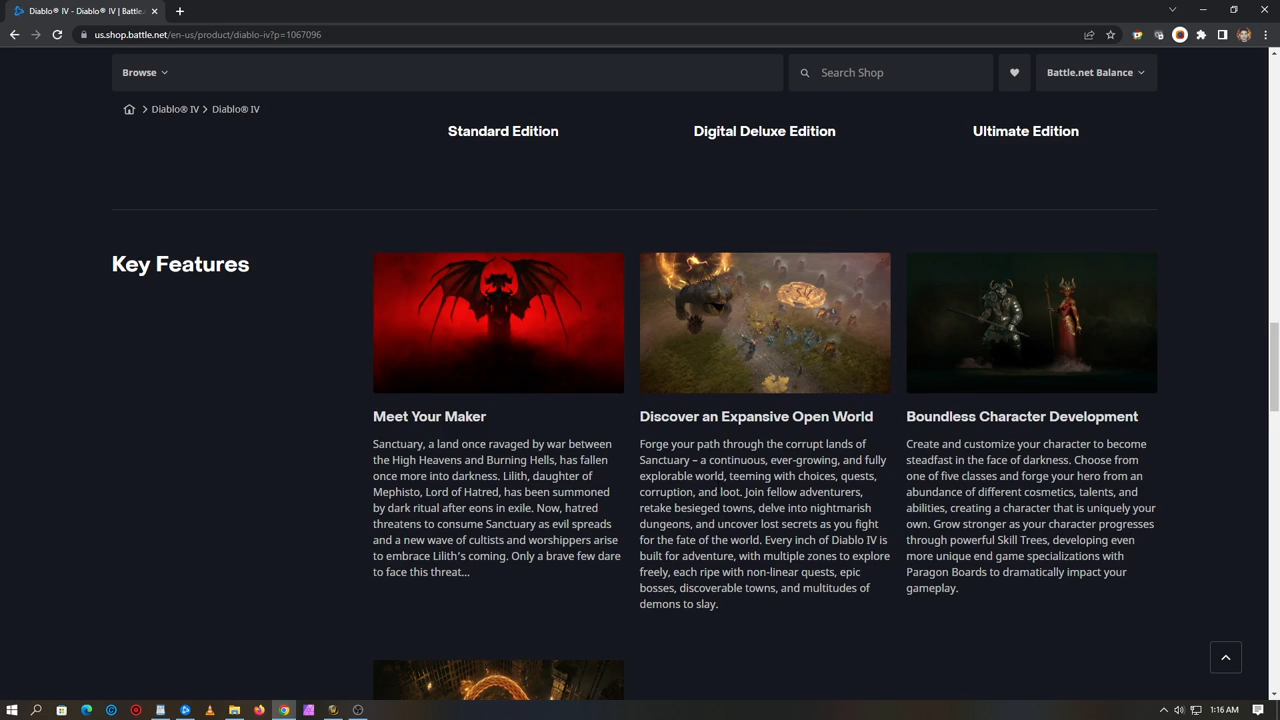 Diablo® IV - Diablo® IV | Battle.
us.shop.battle.net/en-us/product/diablo-iv?p=1067096
Browse
Search Shop
Battle.net Balance
Diablo® IV
Diablo® IV
Standard Edition
Digital Deluxe Edition
Ultimate Edition
Key Features
Meet Your Maker
Sanctuary, a land once ravaged by war between
the High Heavens and Burning Hells, has fallen
once more into darkness. Lilith, daughter of
Mephisto, Lord of Hatred, has been summoned
by dark ritual after eons in exile. Now, hatred
threatens to consume Sanctuary as evil spreads
and a new wave of cultists and worshippers arise
to embrace Lilith's coming. Only a brave few dare
to face this threat...
Discover an Expansive Open World
Forge your path through the corrupt lands of
Sanctuary – a continuous, ever-growing, and fully
explorable world, teeming with choices, quests,
corruption, and loot. Join fellow adventurers,
retake besieged towns, delve into nightmarish
dungeons, and uncover lost secrets as you fight
for the fate of the world. Every inch of Diablo IV is
built for adventure, with multiple zones to explore
freely, each ripe with non-linear quests, epic
bosses, discoverable towns, and multitudes of
demons to slay.
Boundless Character Development
Create and customize your character to become
steadfast in the face of darkness. Choose from
one of five classes and forge your hero from an
abundance of different cosmetics, talents, and
abilities, creating a character that is uniquely your
own. Grow stronger as your character progresses
through powerful Skill Trees, developing even
more unique end game specializations with
Paragon Boards to dramatically impact your
gameplay.
1:16 AM